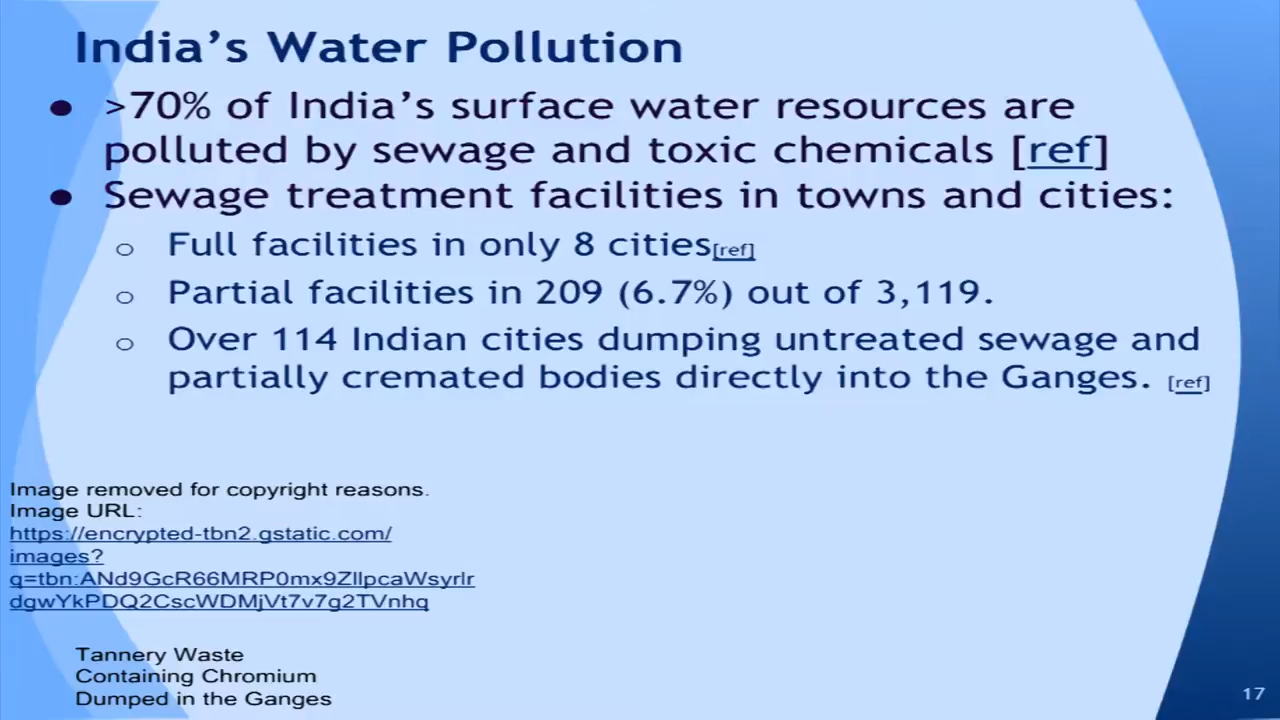 India's Water Pollution
● >70% of India's surface water resources are
polluted by sewage and toxic chemicals [ref]
● Sewage treatment facilities in towns and cities:
o Full facilities in only 8 cities[ref]
o Partial facilities in 209 (6.7%) out of 3,119.
o Over 114 Indian cities dumping untreated sewage and
partially cremated bodies directly into the Ganges. [ref]
Image removed for copyright reasons.
Image URL:
https://encrypted-tbn2.gstatic.com/
images?
q=tbn:ANd9GcR66MRP0mx9ZllpcaWsyrlr
dgwYkPDQ2CscWDMjVt7v7g2TVnhq
Tannery Waste
Containing Chromium
Dumped in the Ganges
17